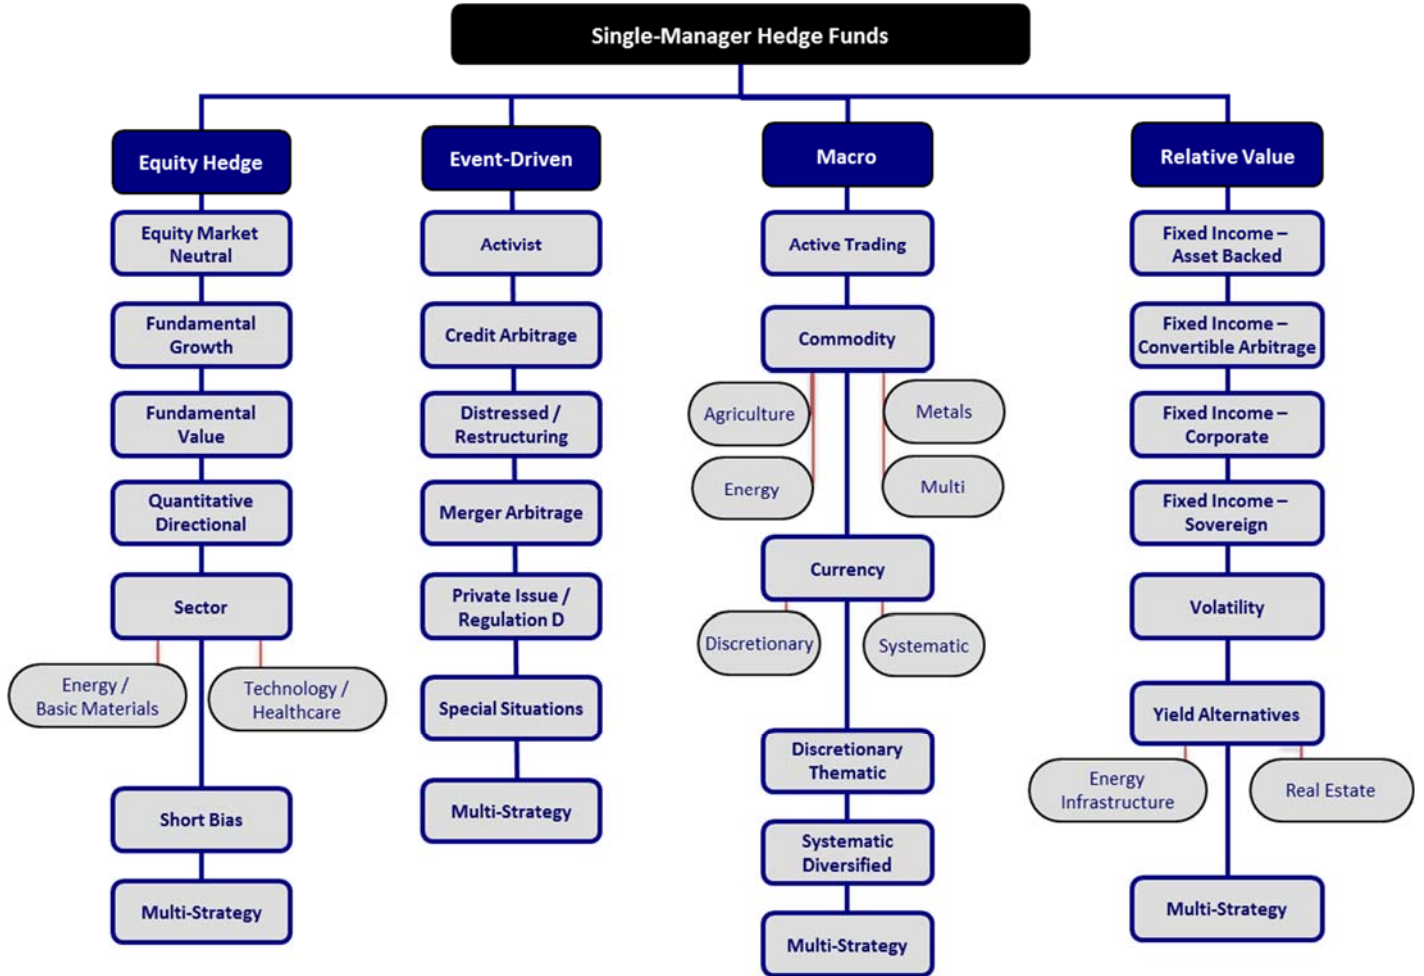 Single-Manager Hedge Funds
Equity Hedge
Equity Market
Neutral
Fundamental
Growth
Fundamental
Value
Quantitative
Directional
Sector
Energy /
Basic Materials
Technology /
Healthcare
Short Bias
Multi-Strategy
Event-Driven
Activist
Credit Arbitrage
Distressed /
Restructuring
Merger Arbitrage
Private Issue /
Regulation D
Special Situations
Multi-Strategy
Macro
Active Trading
Commodity
Agriculture
Metals
Energy
Multi
Currency
Discretionary
Systematic
Discretionary
Thematic
Systematic
Diversified
Multi-Strategy
Relative Value
Fixed Income –
Asset Backed
Fixed Income –
Convertible Arbitrage
Fixed Income –
Corporate
Fixed Income –
Sovereign
Volatility
Yield Alternatives
Energy
Infrastructure
Real Estate
Multi-Strategy